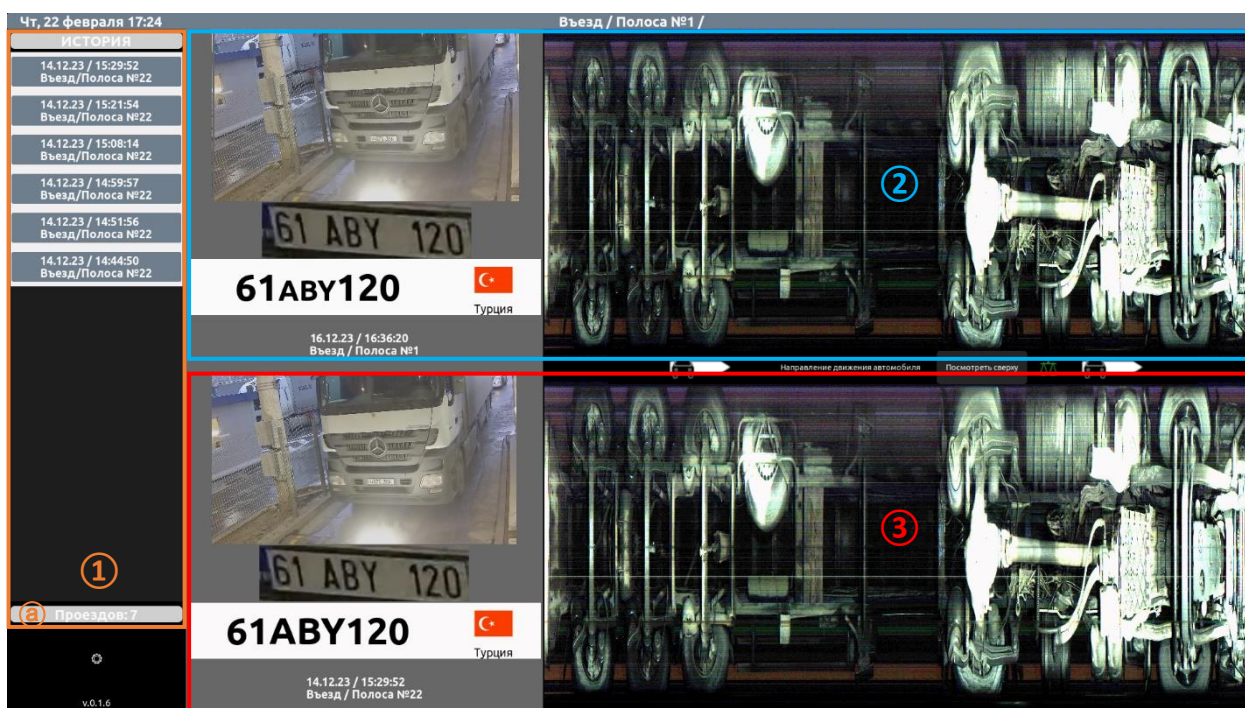 Чт, 22 февраля 17:24
Въезд / Полоса №1 /
ИСТОРИЯ
14.12.23 / 15:29:52
Въезд/Полоса №22
14.12.23 / 15:21:54
Въезд/Полоса №22
14.12.23 / 15:08:14
Въезд/Полоса №22
14.12.23 / 14:59:57
Въезд/Полоса №22
14.12.23 / 14:51:56
Въезд/Полоса №22
14.12.23 / 14:44:50
Въезд/Полоса №22
1
a
Проездов: 7
v.0.1.6
61 ABY 120
61ABY120
Турция
16.12.23 / 16:36:20
Въезд / Полоса №1
2
Направление движения автомобиля
Посмотреть сверху
61 ABY 120
61ABY120
Турция
14.12.23 / 15:29:52
Въезд / Полоса №22
3